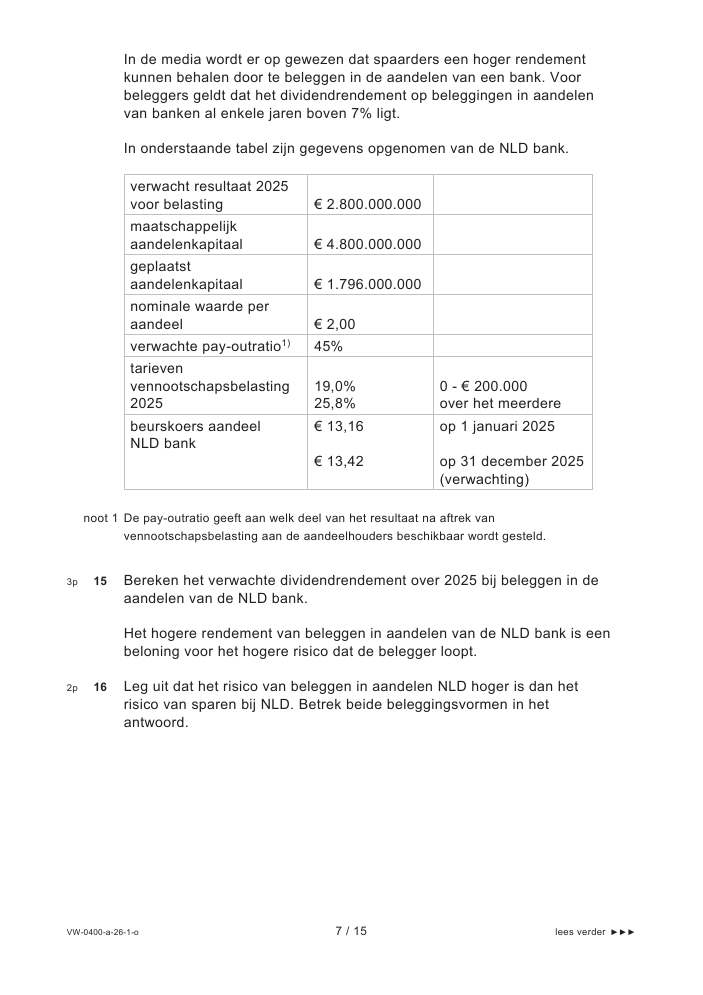 In de media wordt er op gewezen dat spaarders een hoger rendement
kunnen behalen door te beleggen in de aandelen van een bank. Voor
beleggers geldt dat het dividendrendement op beleggingen in aandelen
van banken al enkele jaren boven 7% ligt.
In onderstaande tabel zijn gegevens opgenomen van de NLD bank.
verwacht resultaat 2025
voor belasting € 2.800.000.000
maatschappelijk
aandelenkapitaal € 4.800.000.000
geplaatst
aandelenkapitaal € 1.796.000.000
nominale waarde per
aandeel € 2,00
verwachte pay-outratio1) 45%
tarieven
vennootschapsbelasting 19,0% 0 - € 200.000
2025 25,8% over het meerdere
beurskoers aandeel € 13,16 op 1 januari 2025
NLD bank
€ 13,42 op 31 december 2025
(verwachting)
noot 1 De pay-outratio geeft aan welk deel van het resultaat na aftrek van
vennootschapsbelasting aan de aandeelhouders beschikbaar wordt gesteld.
3p 15 Bereken het verwachte dividendrendement over 2025 bij beleggen in de
aandelen van de NLD bank.
Het hogere rendement van beleggen in aandelen van de NLD bank is een
beloning voor het hogere risico dat de belegger loopt.
2p 16 Leg uit dat het risico van beleggen in aandelen NLD hoger is dan het
risico van sparen bij NLD. Betrek beide beleggingsvormen in het
antwoord.
VW-0400-a-26-1-o 7 / 15 lees verder ►►►